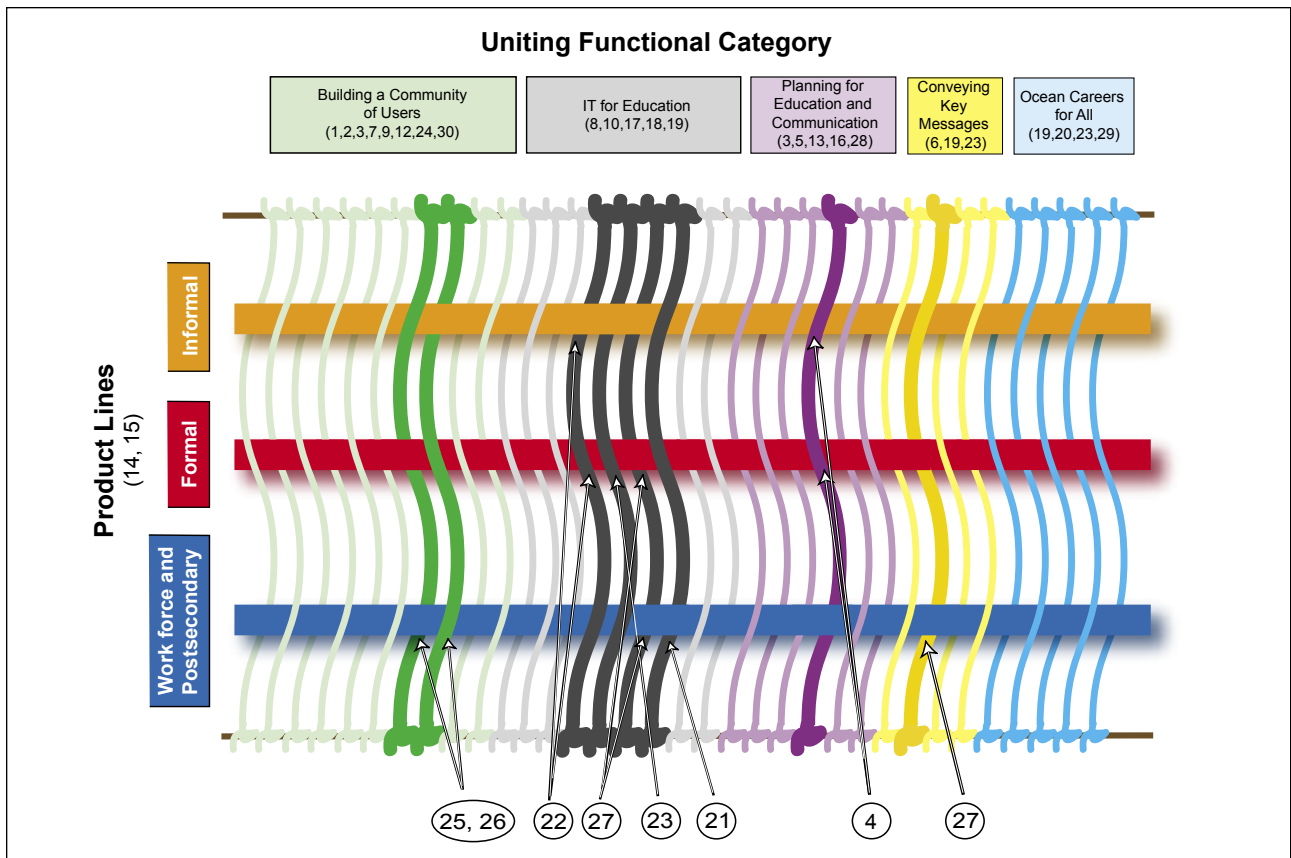 Uniting Functional Category
Building a Community
of Users
(1,2,3,7,9,12,24,30)
IT for Education
(8,10,17,18,19)
Planning for
Education and
Communication
(3,5,13,16,28)
Conveying
Key
Messages
(6,19,23)
Ocean Careers
for All
(19,20,23,29)
Product Lines
(14, 15)
Informal
Formal
Work force and
Postsecondary
25, 26
22
27
23
21
4
27